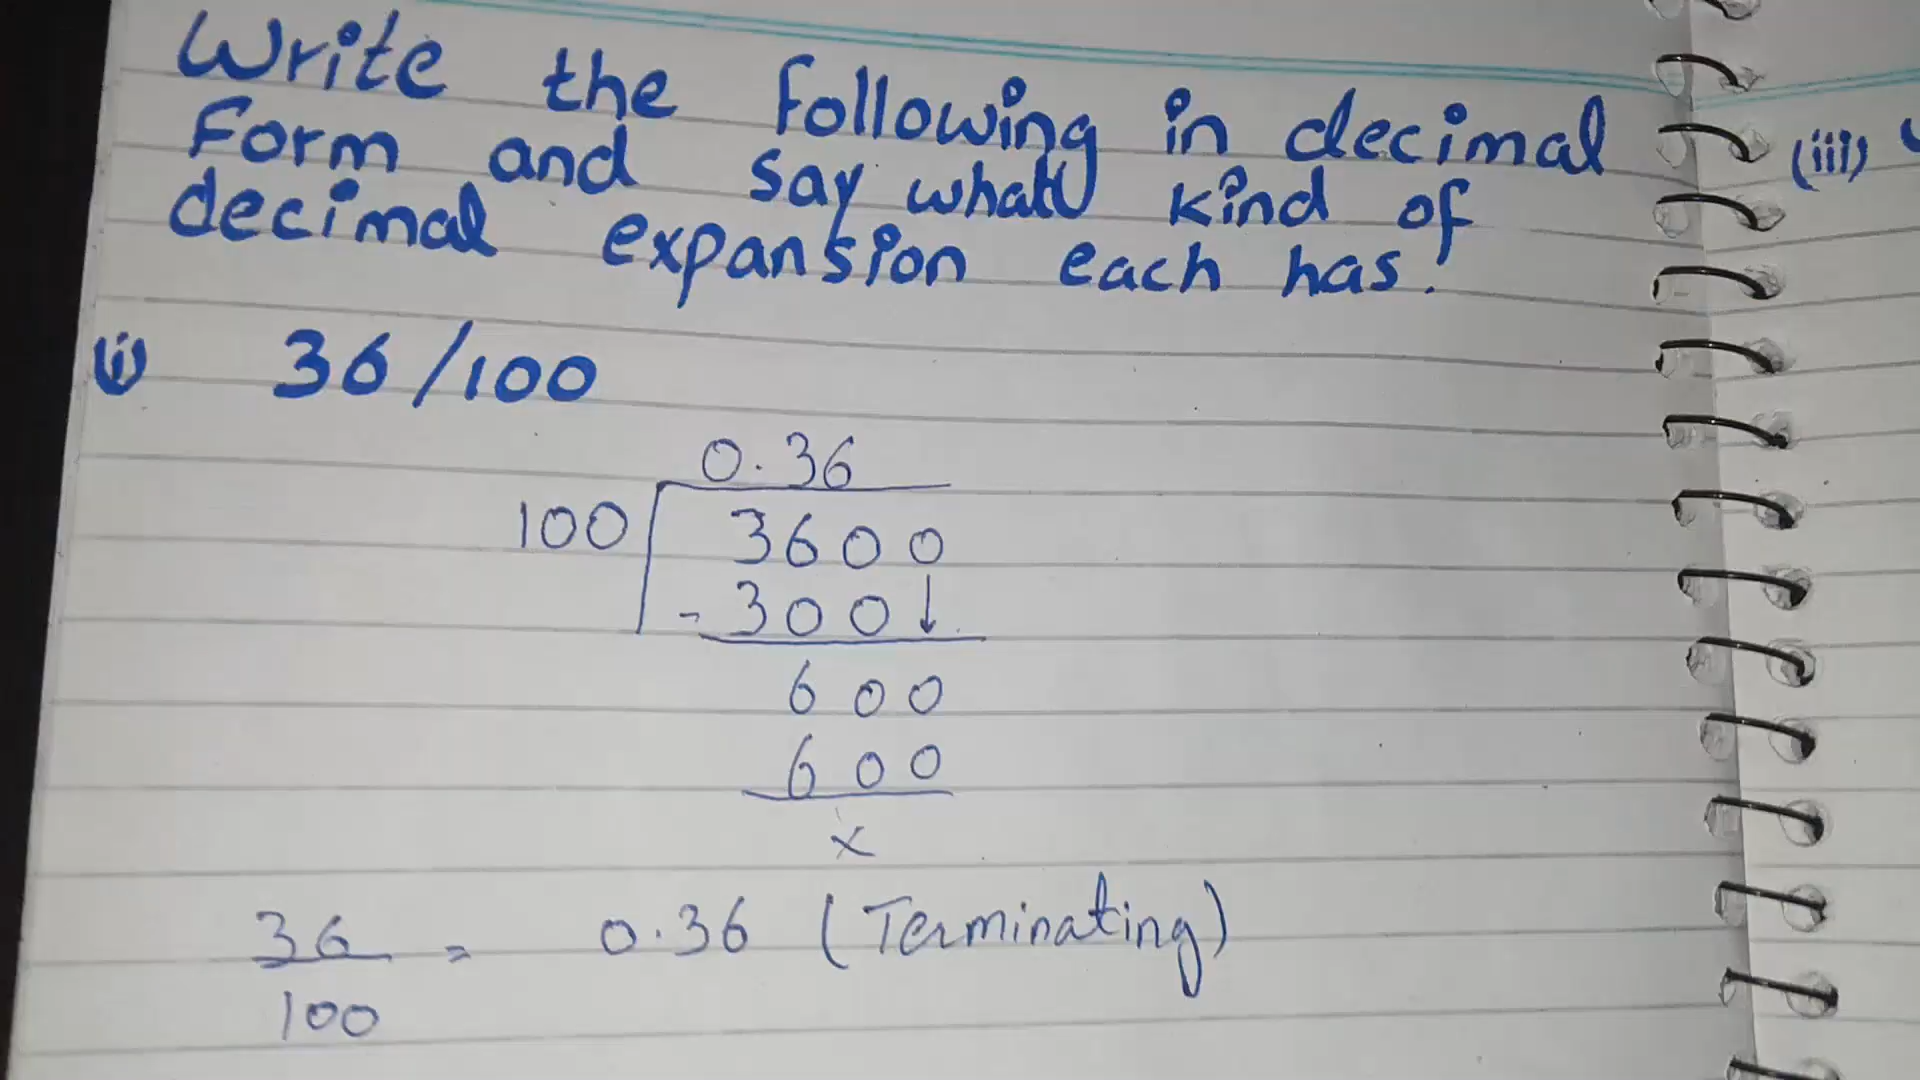 Write the following in decimal
form and say what kind of
decimal expansion each has:
(i) 36/100
0.36
100 3600
- 300↓
600
600
x
36/100 = 0.36 (Terminating)
(iii)